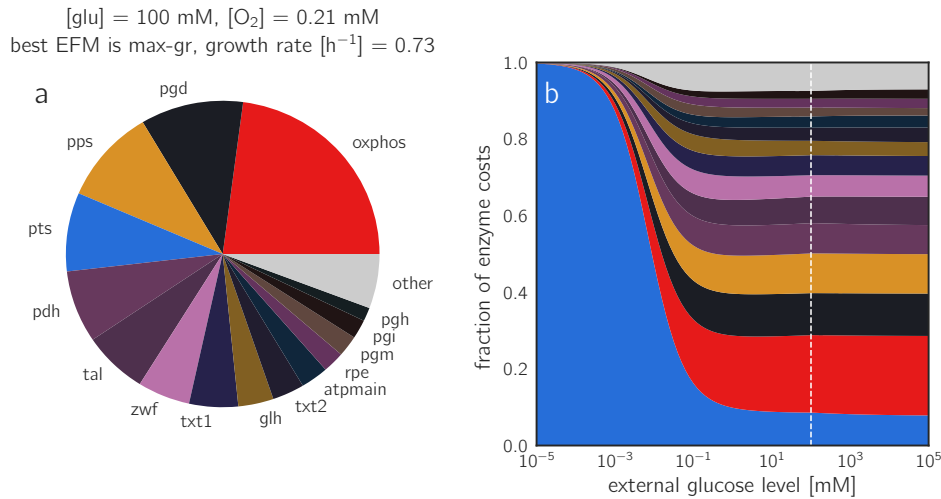 [glu] = 100 mM, [O₂] = 0.21 mM
best EFM is max-gr, growth rate [h⁻¹] = 0.73
a
pgd
oxphos
pps
pts
pdh
tal
zwf
txt1
glh
txt2
atpmain
rpe
pgm
pgi
pgh
other
b
fraction of enzyme costs
1.0
0.8
0.6
0.4
0.2
0.0
10⁻⁵ 10⁻³ 10⁻¹ 10¹ 10³ 10⁵
external glucose level [mM]